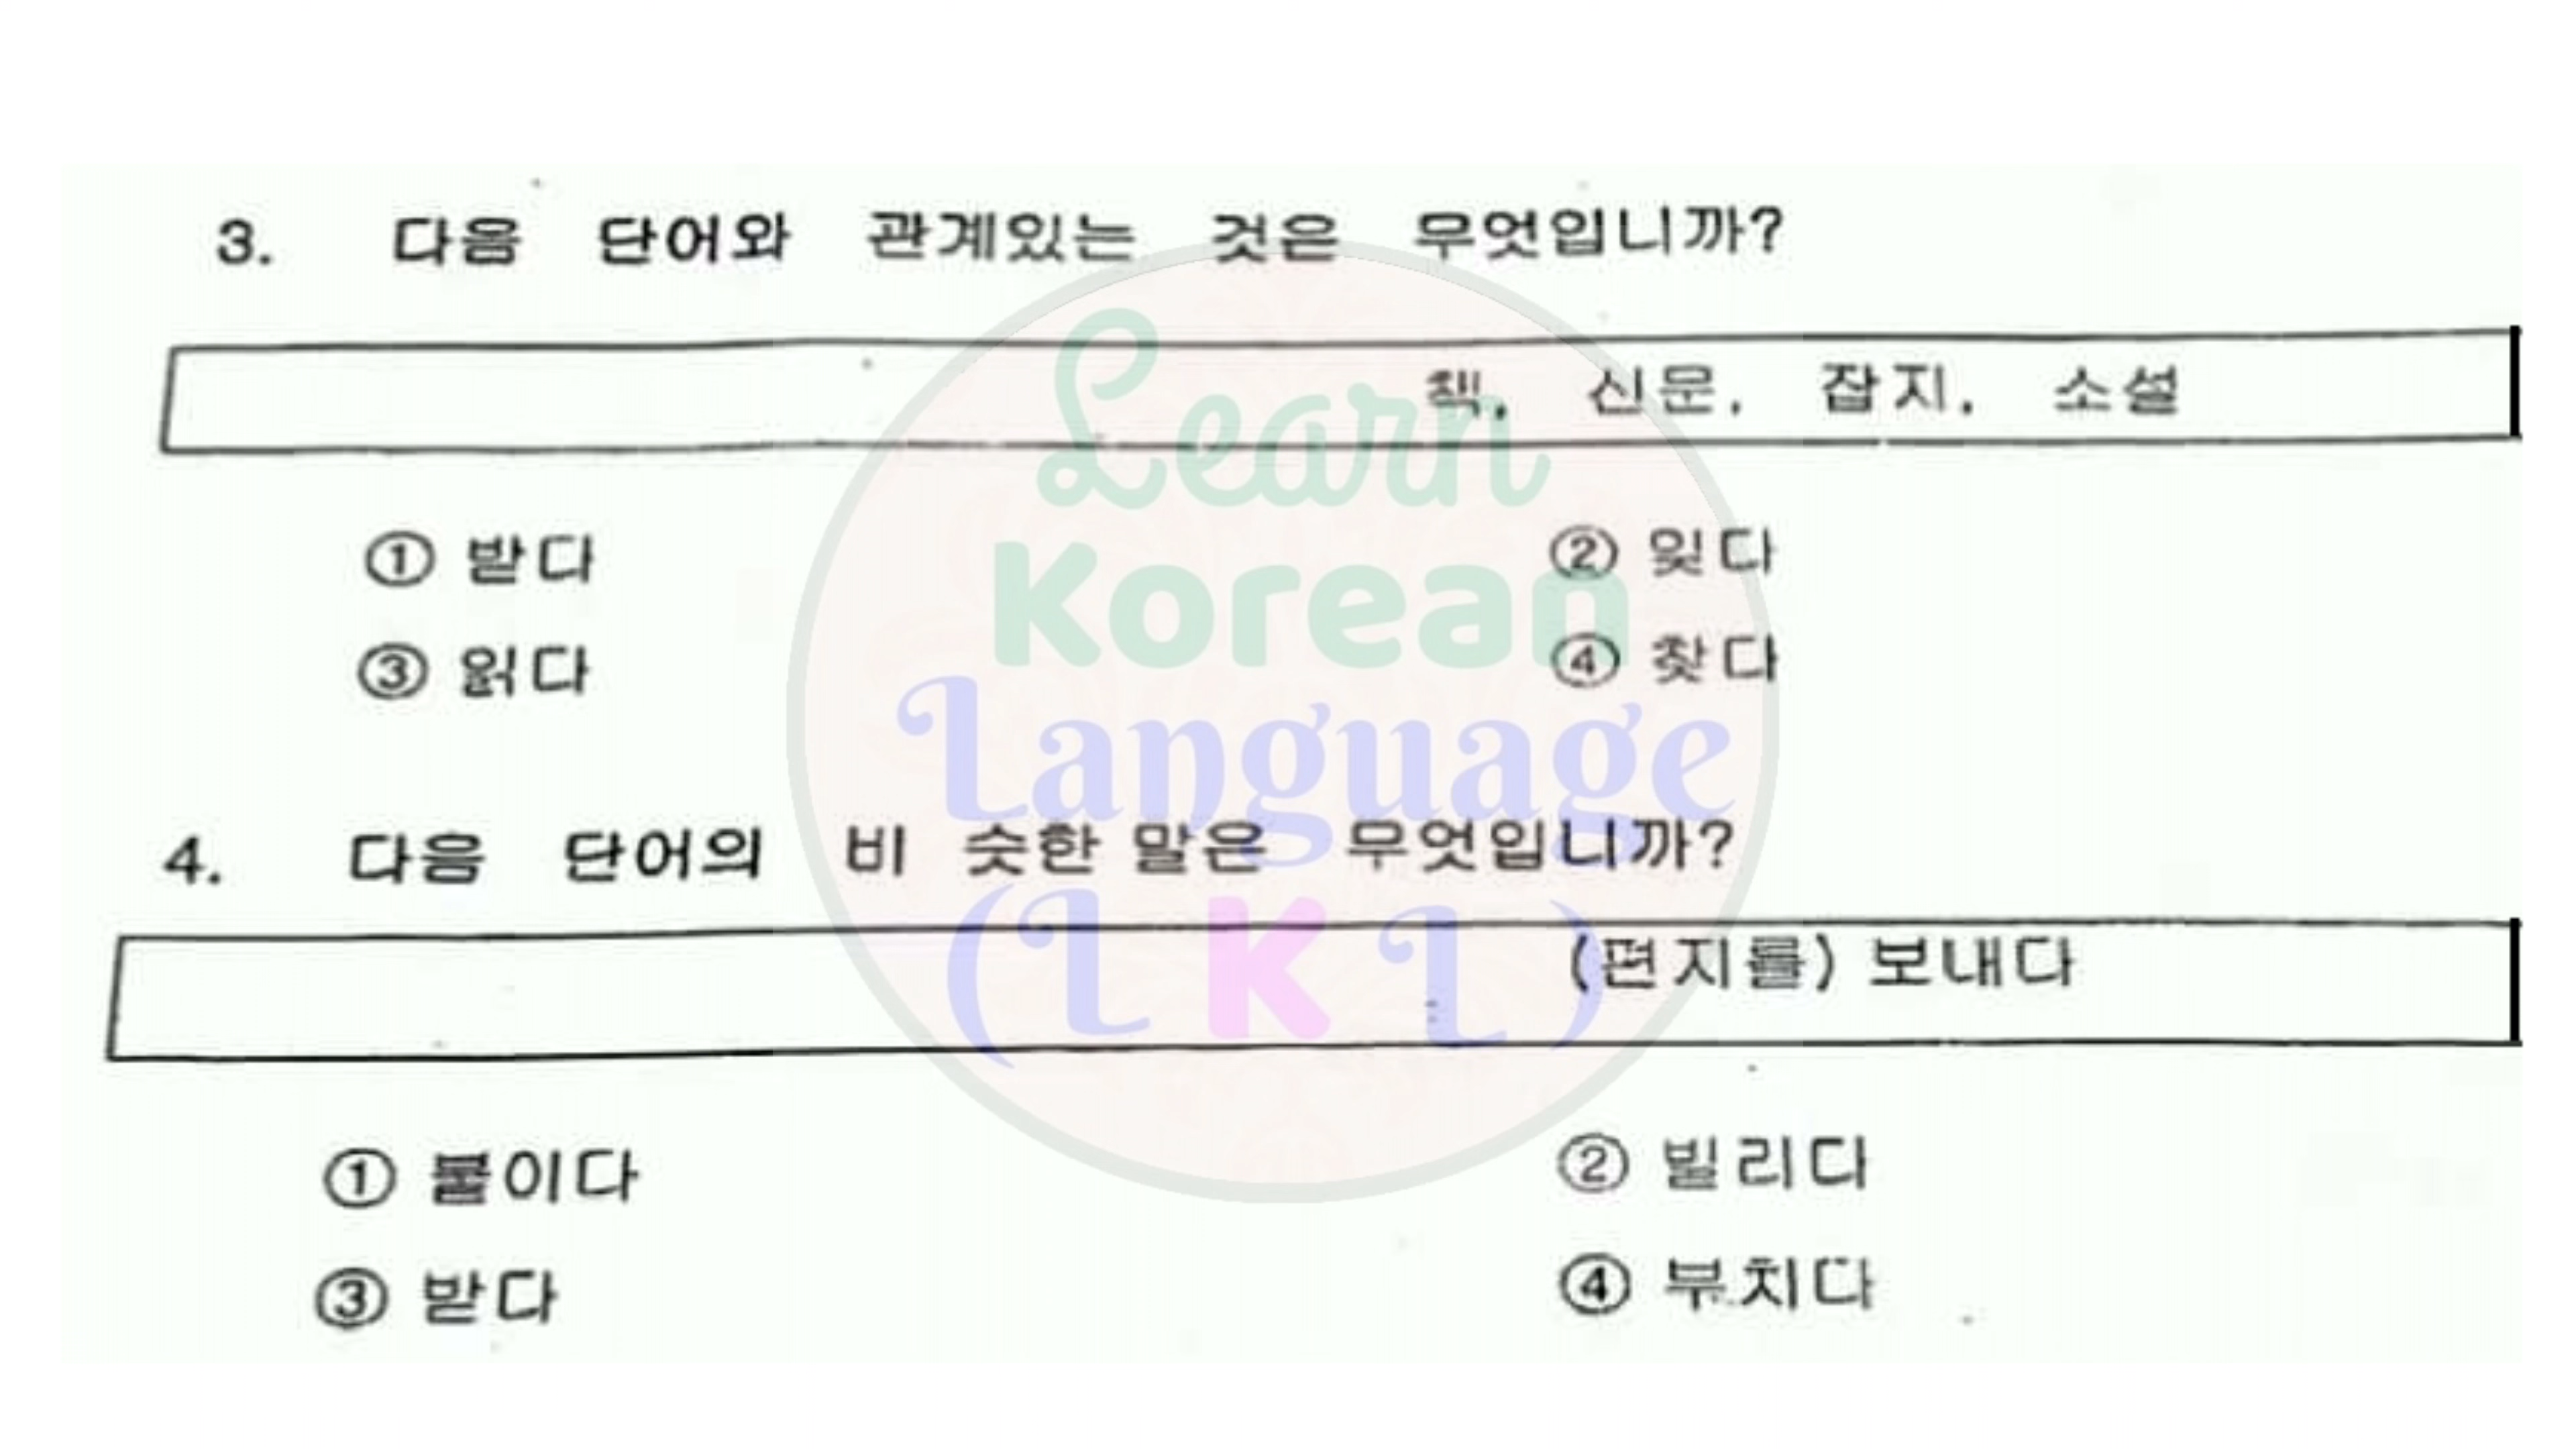 3. 다음 단어와 관계있는 것은 무엇입니까?
책, 신문, 잡지, 소설
① 받다 ② 잊다
③ 읽다 ④ 찾다
4. 다음 단어의 비 슷한 말은 무엇입니까?
(편지를) 보내다
① 붙이다 ② 빌리다
③ 받다 ④ 부치다
Learn
Korean
Language
(LKL)